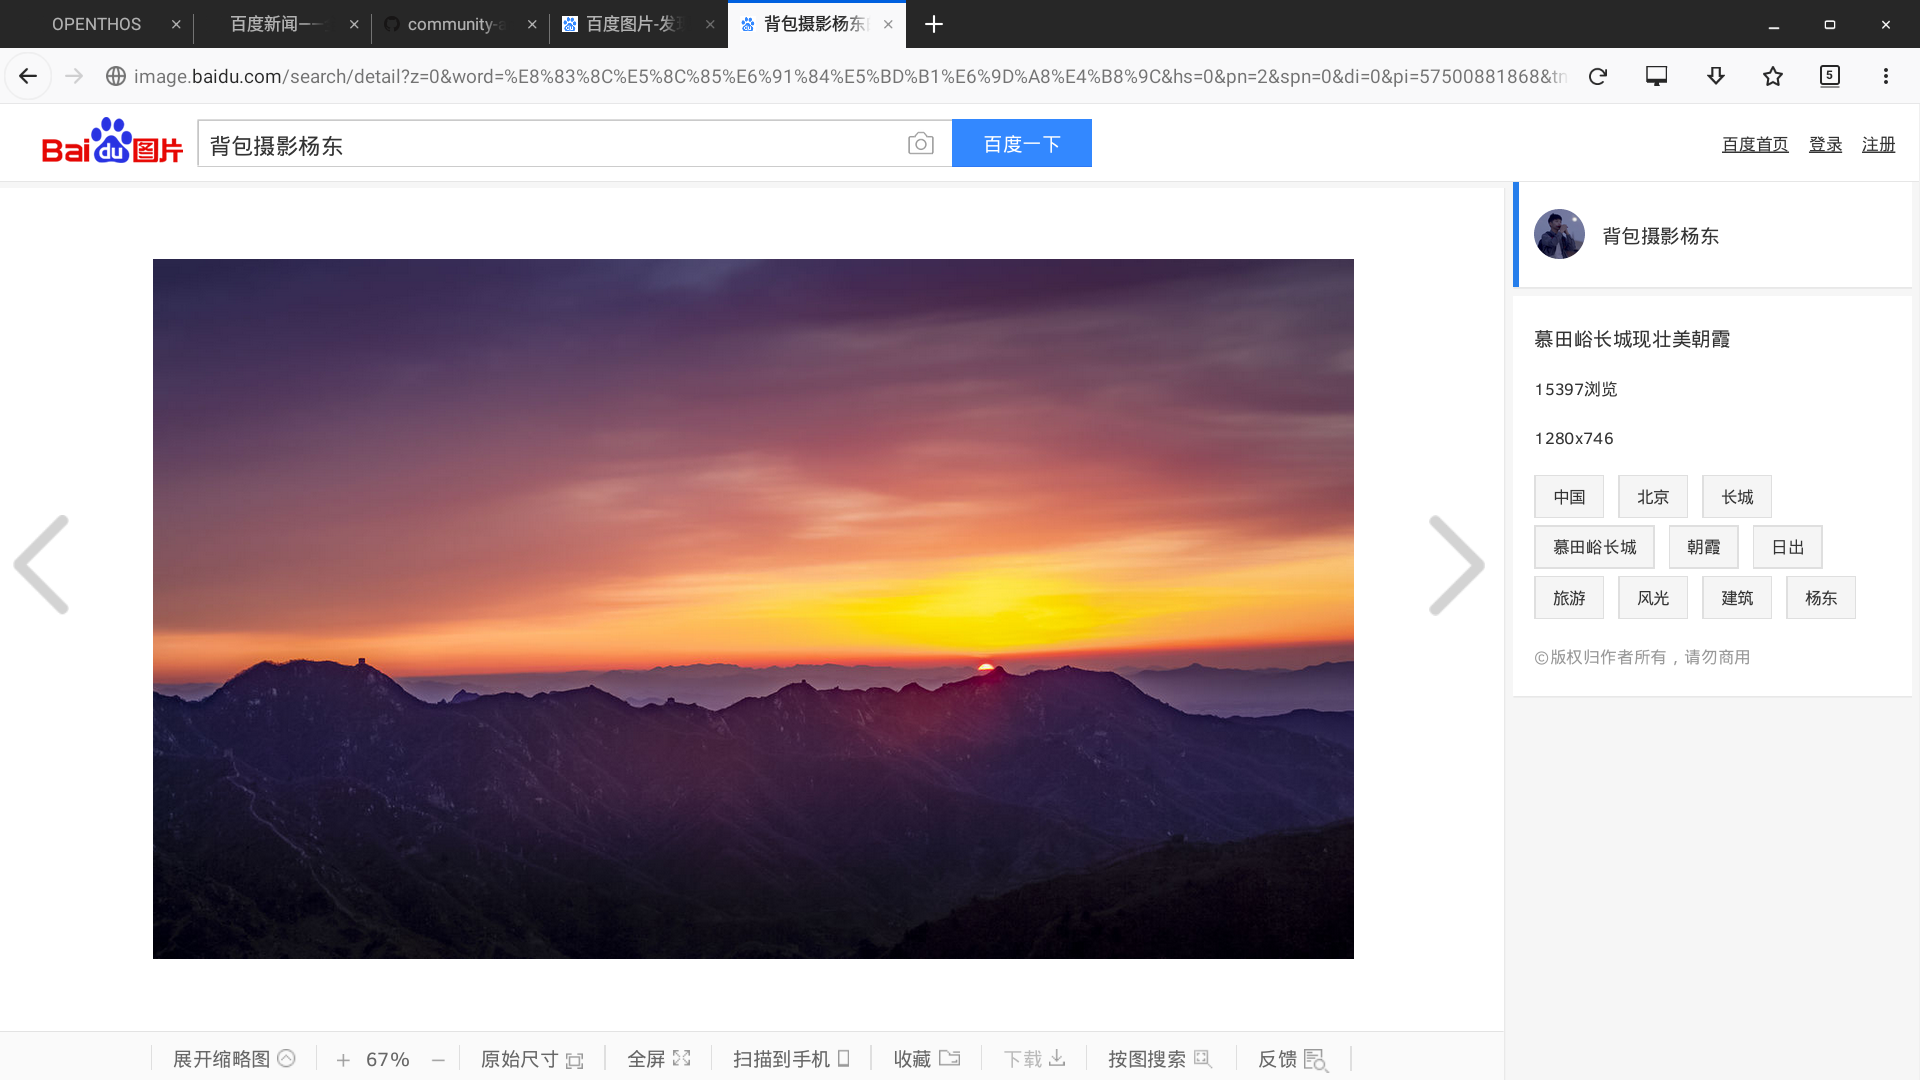 OPENTHOS
百度新闻——
community-a
百度图片-发现
背包摄影杨东
5
image.baidu.com/search/detail?z=0&word=%E8%83%8C%E5%8C%85%E6%91%84%E5%BD%B1%E6%9D%A8%E4%B8%9C&hs=0&pn=2&spn=0&di=0&pi=57500881868&tn
Bai du 图片
背包摄影杨东
百度一下
百度首页 登录 注册
背包摄影杨东
慕田峪长城现壮美朝霞
15397浏览
1280x746
中国 北京 长城
慕田峪长城 朝霞 日出
旅游 风光 建筑 杨东
©版权归作者所有，请勿商用
展开缩略图 + 67% − 原始尺寸 全屏 扫描到手机 收藏 下载 按图搜索 反馈